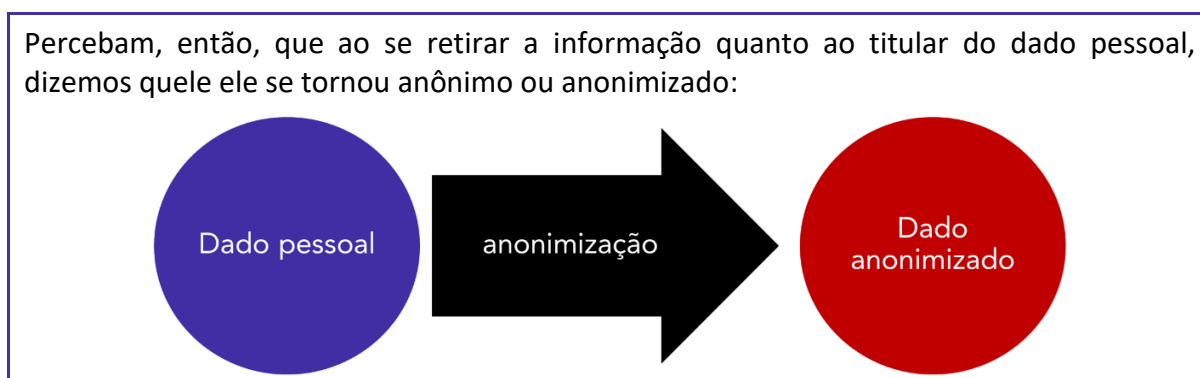 Percebam, então, que ao se retirar a informação quanto ao titular do dado pessoal,
dizemos quele ele se tornou anônimo ou anonimizado:
Dado pessoal
anonimização
Dado
anonimizado